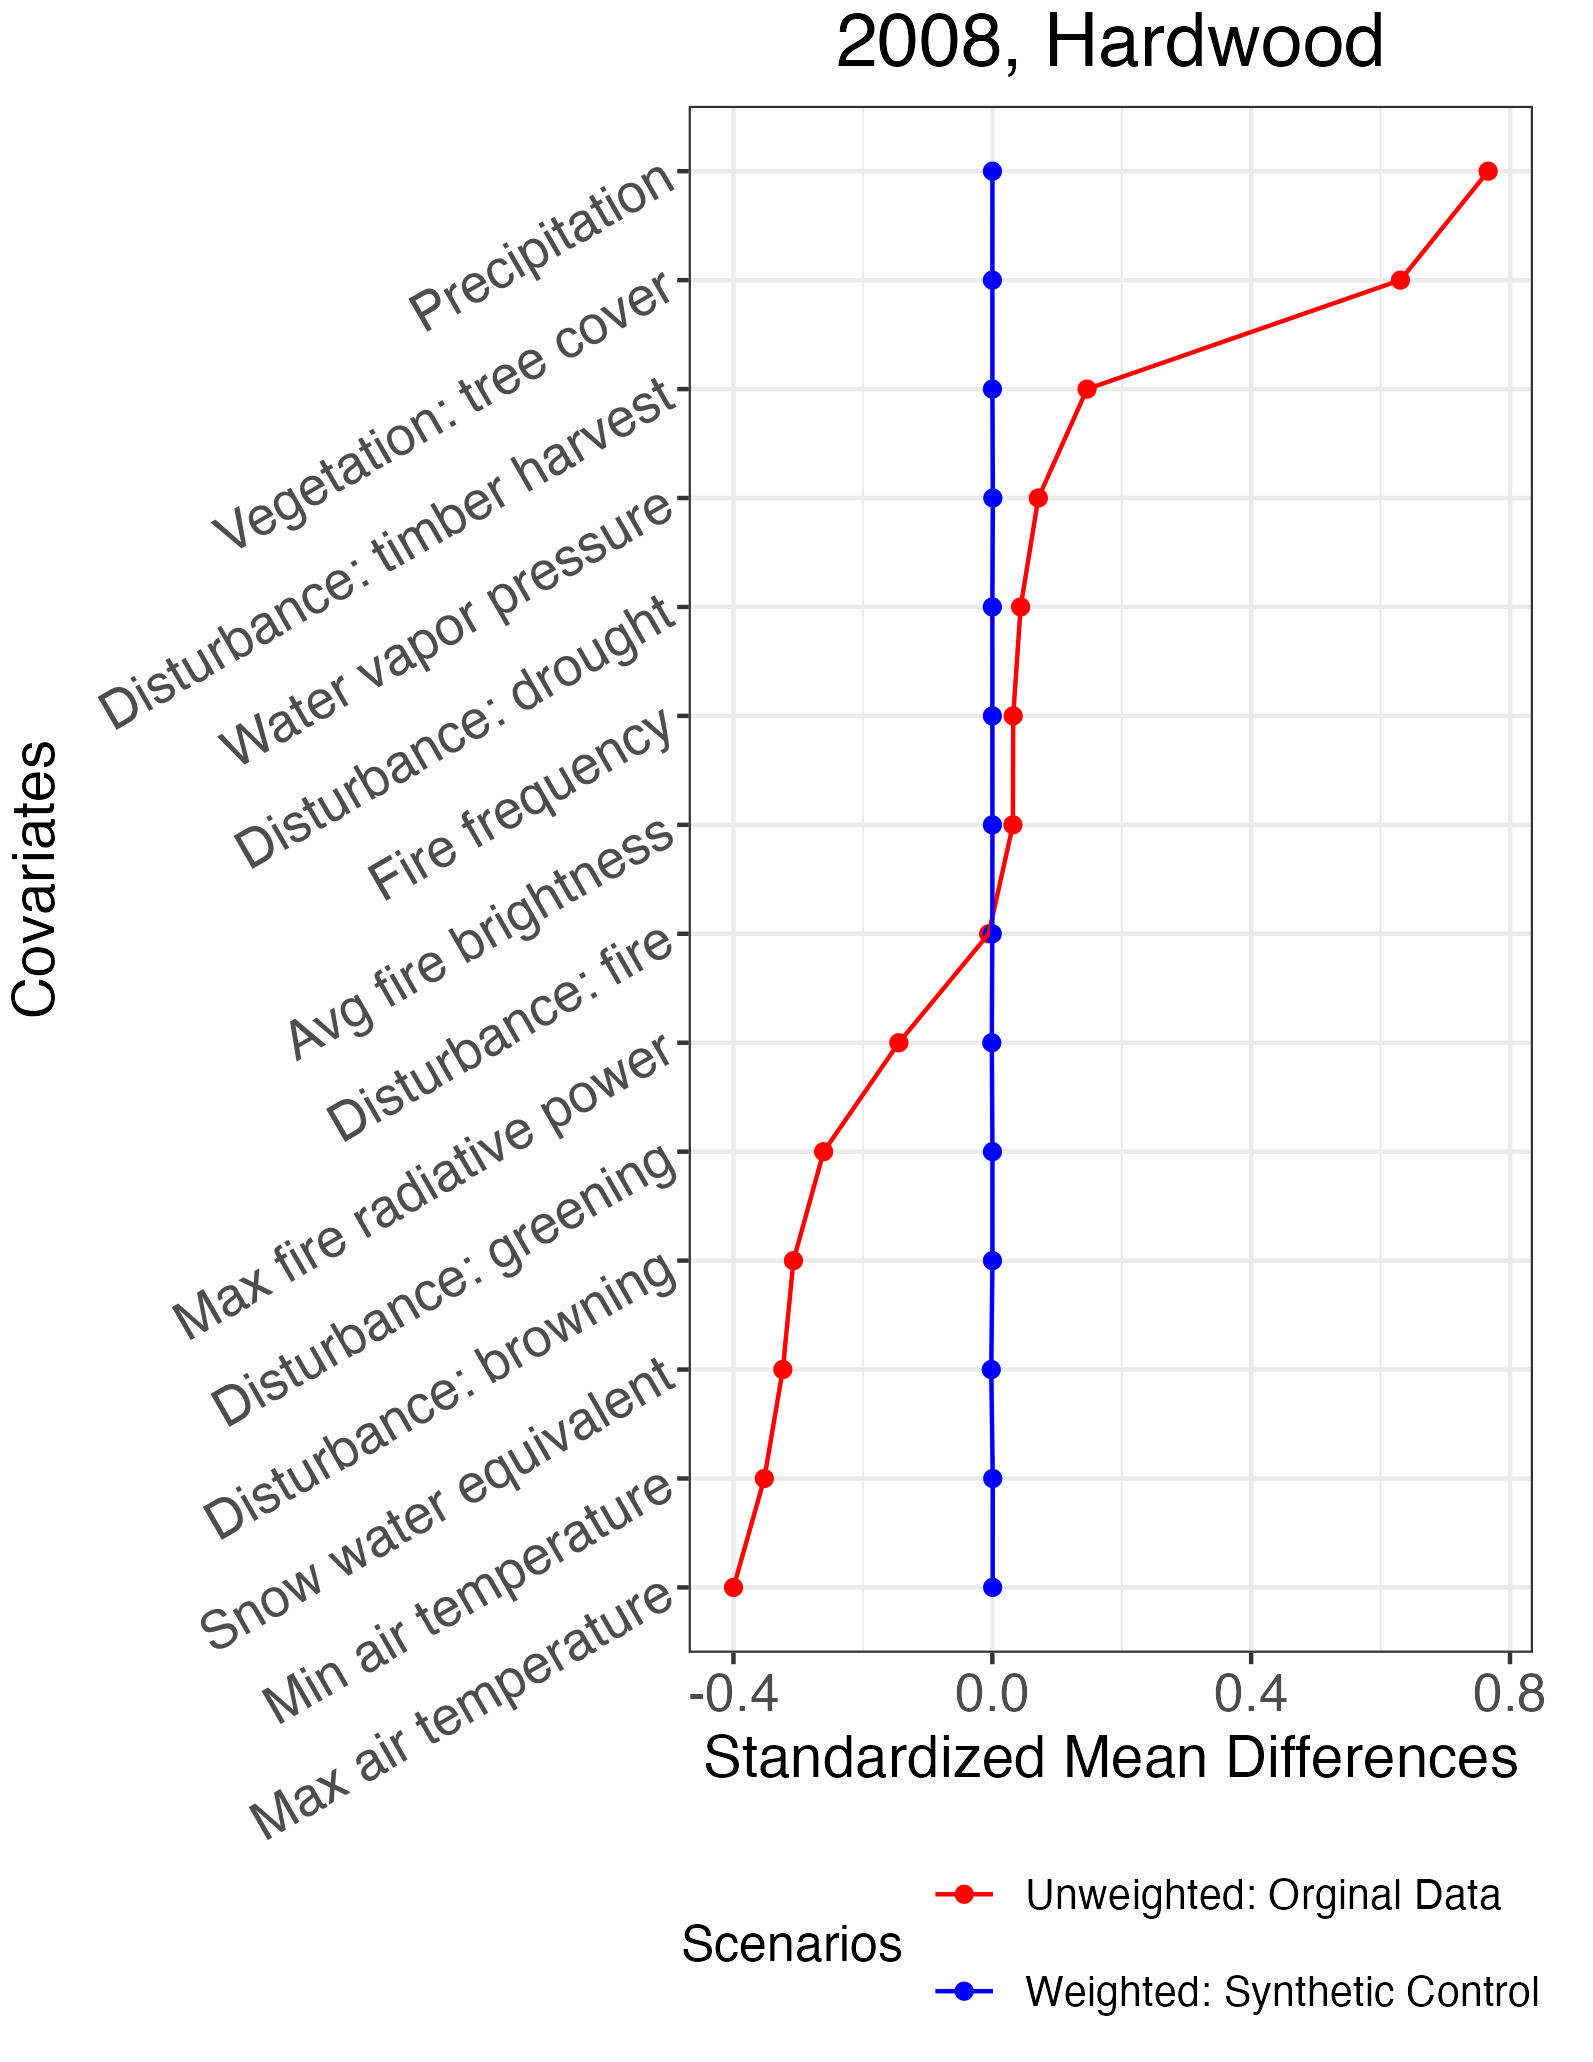 2008, Hardwood
Covariates
Precipitation
Vegetation: tree cover
Disturbance: timber harvest
Water vapor pressure
Disturbance: drought
Fire frequency
Avg fire brightness
Disturbance: fire
Max fire radiative power
Disturbance: greening
Disturbance: browning
Snow water equivalent
Min air temperature
Max air temperature
-0.4 0.0 0.4 0.8
Standardized Mean Differences
Scenarios
Unweighted: Orginal Data
Weighted: Synthetic Control